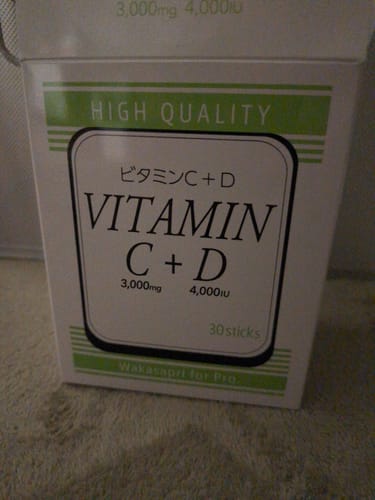 3,000mg 4,000IU
HIGH QUALITY
ビタミンC+D
VITAMIN
C + D
3,000mg 4,000IU
30sticks
Wakasapri for Pro.